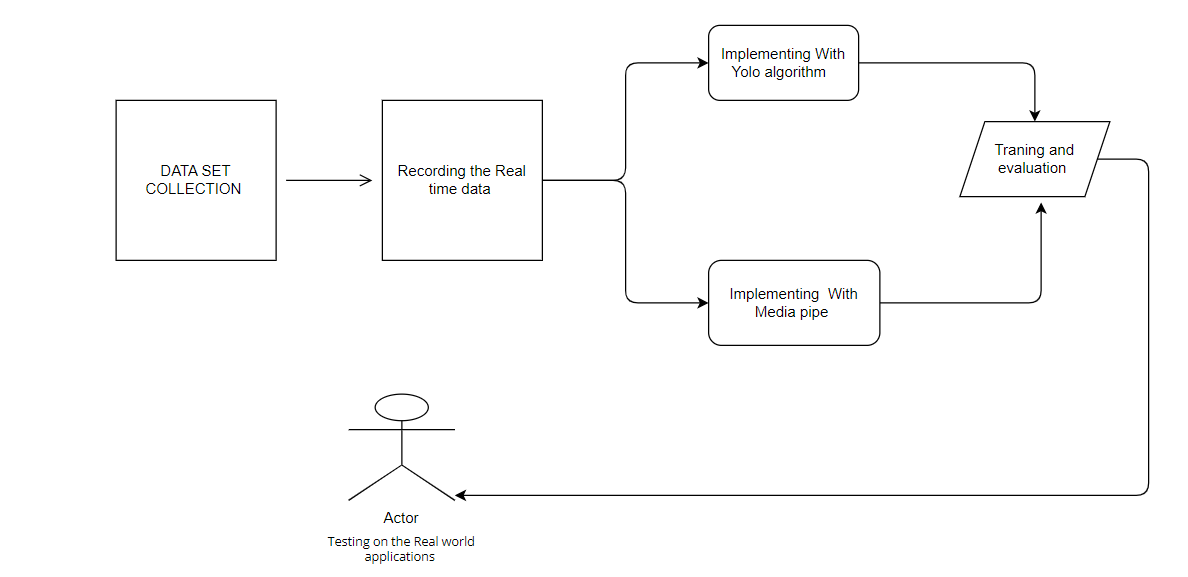 DATA SET
COLLECTION
Recording the Real
time data
Implementing With
Yolo algorithm
Implementing  With
Media pipe
Traning and
evaluation
Actor
Testing on the Real world
applications